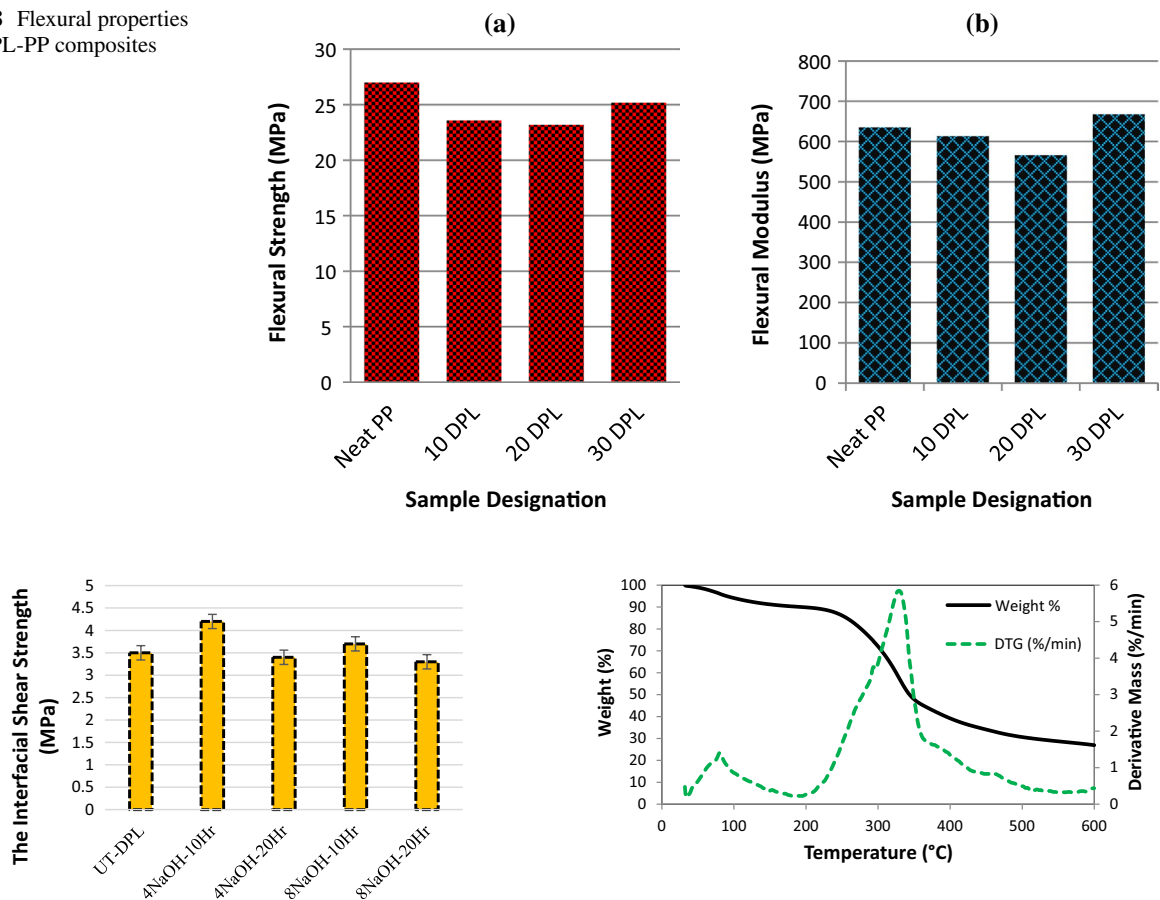 3 Flexural properties
PL-PP composites
(a)
Flexural Strength (MPa)
30
25
20
15
10
5
0
Neat PP
10 DPL
20 DPL
30 DPL
Sample Designation
(b)
Flexural Modulus (MPa)
800
700
600
500
400
300
200
100
0
Neat PP
10 DPL
20 DPL
30 DPL
Sample Designation
The Interfacial Shear Strength
(MPa)
5
4.5
4
3.5
3
2.5
2
1.5
1
0.5
0
UT-DPL
4NaOH-10Hr
4NaOH-20Hr
8NaOH-10Hr
8NaOH-20Hr
Weight (%)
100
90
80
70
60
50
40
30
20
10
0
Weight %
DTG (%/min)
6
5
4
3
2
1
0
Derivative Mass (%/min)
0
100
200
300
400
500
600
Temperature (°C)